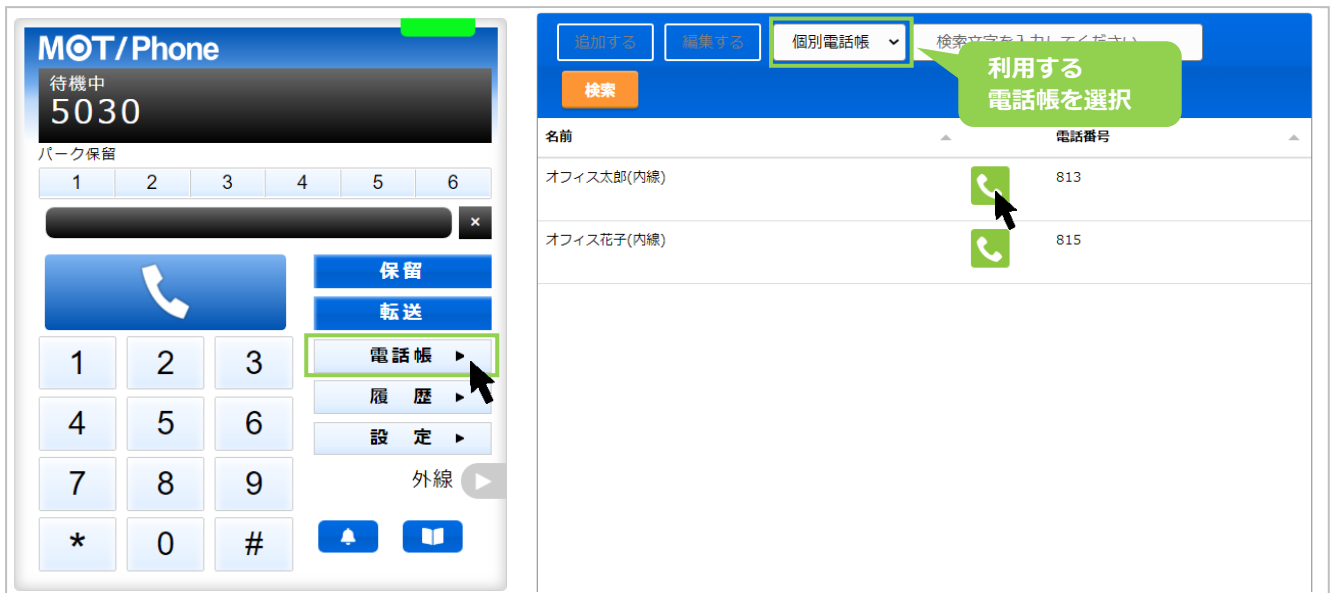 MOT/Phone
待機中
5030
パーク保留
1 2 3 4 5 6
×
保留
転送
電話帳
履 歴
設 定
外線
1 2 3
4 5 6
7 8 9
* 0 #
追加する 編集する 個別電話帳
検索
利用する
電話帳を選択
名前 電話番号
オフィス太郎(内線) 813
オフィス花子(内線) 815